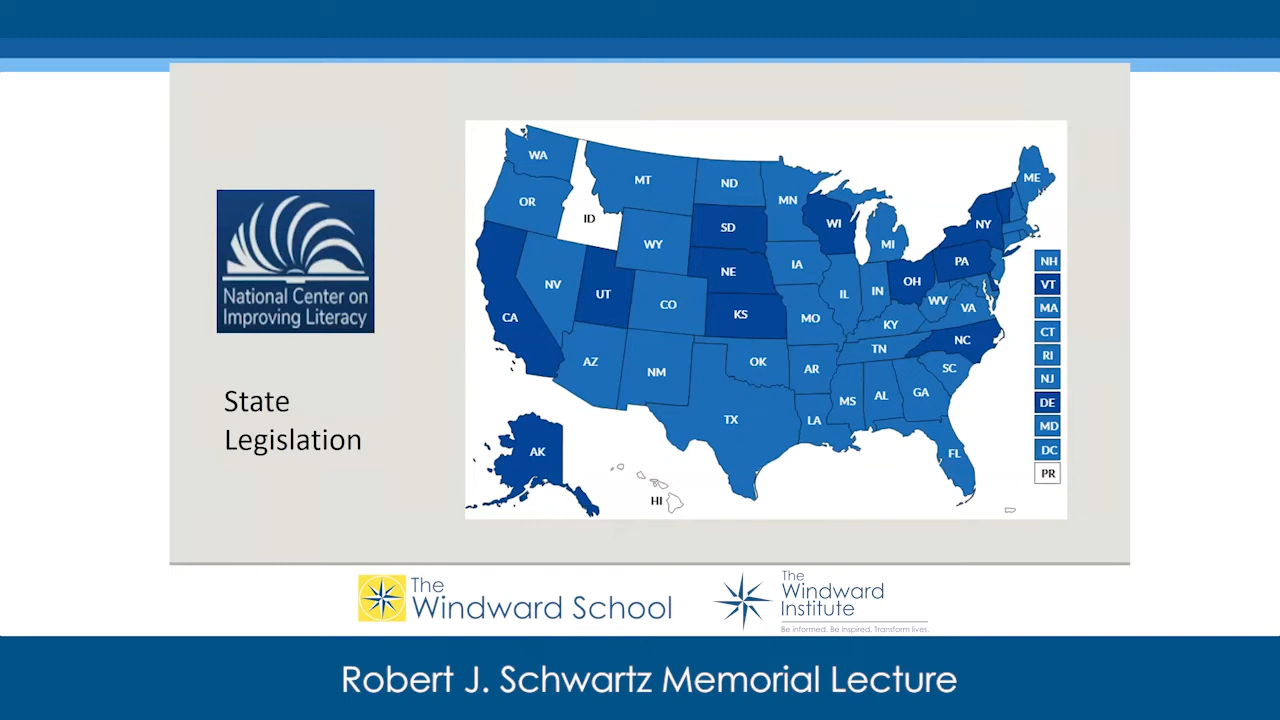 National Center on
Improving Literacy
State
Legislation
WA
MT
ND
MN
ME
OR
ID
SD
WI
NY
WY
MI
NV
UT
NE
IA
PA
CO
IL
IN
OH
WV
VA
CA
KS
MO
KY
NC
AZ
NM
OK
AR
TN
SC
TX
LA
MS
AL
GA
FL
AK
HI
NH
VT
MA
CT
RI
NJ
DE
MD
DC
PR
The
Windward School
The
Windward
Institute
Be informed. Be inspired. Transform lives.
Robert J. Schwartz Memorial Lecture